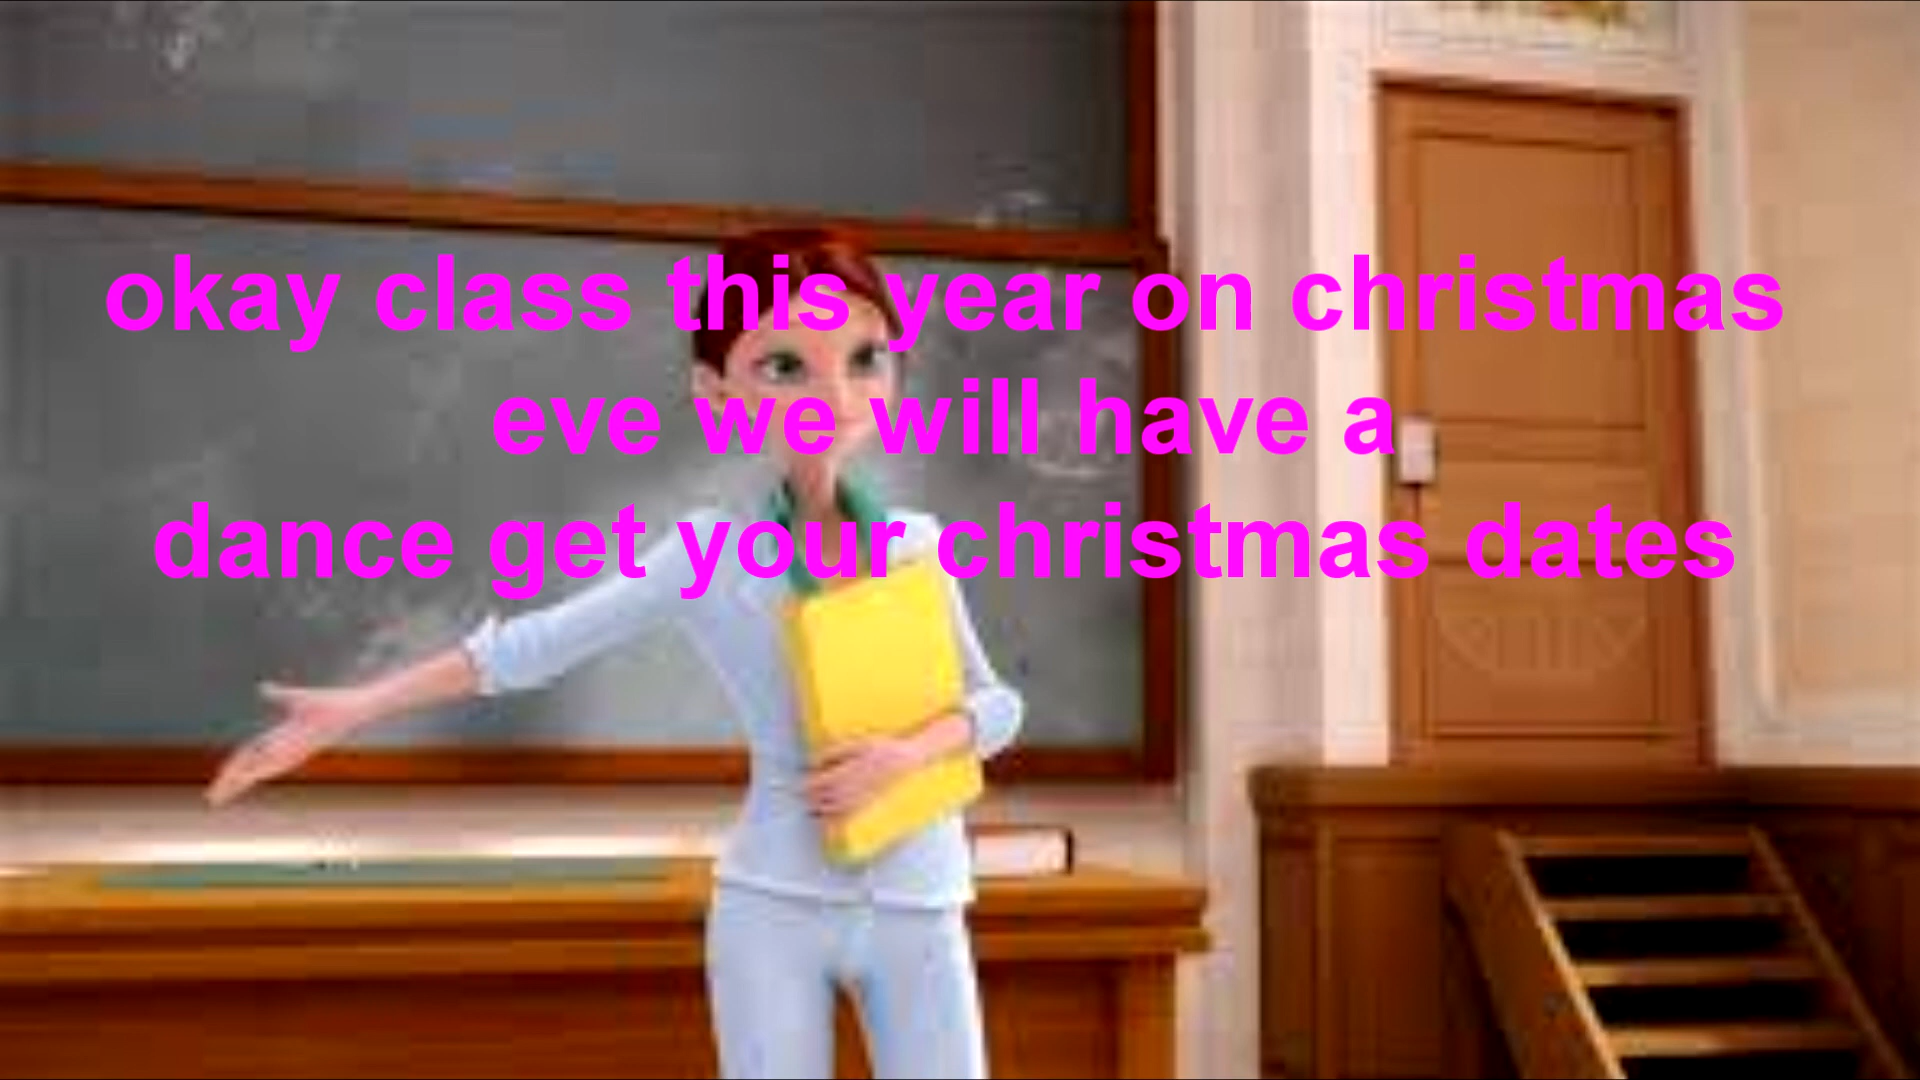 okay class this year on christmas
eve we will have a
dance get your christmas dates